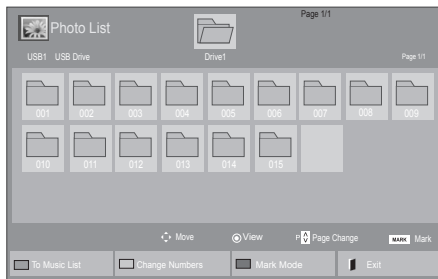 Photo List
Page 1/1
USB1 USB Drive Drive1 Page 1/1
001 002 003 004 005 006 007 008 009
010 011 012 013 014 015
Move View P Page Change MARK Mark
To Music List Change Numbers Mark Mode Exit